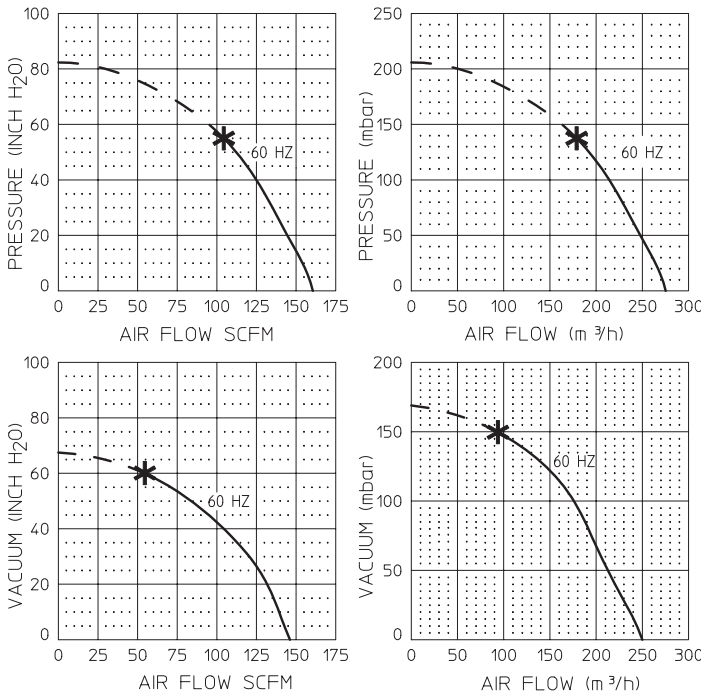 PRESSURE (INCH H2O)
100
80
60
40
20
0
60 HZ
0 25 50 75 100 125 150 175
AIR FLOW SCFM
PRESSURE (mbar)
250
200
150
100
50
0
60 HZ
0 50 100 150 200 250 300
AIR FLOW (m³/h)
VACUUM (INCH H2O)
100
80
60
40
20
0
60 HZ
0 25 50 75 100 125 150 175
AIR FLOW SCFM
VACUUM (mbar)
200
150
100
50
0
60 HZ
0 50 100 150 200 250 300
AIR FLOW (m³/h)